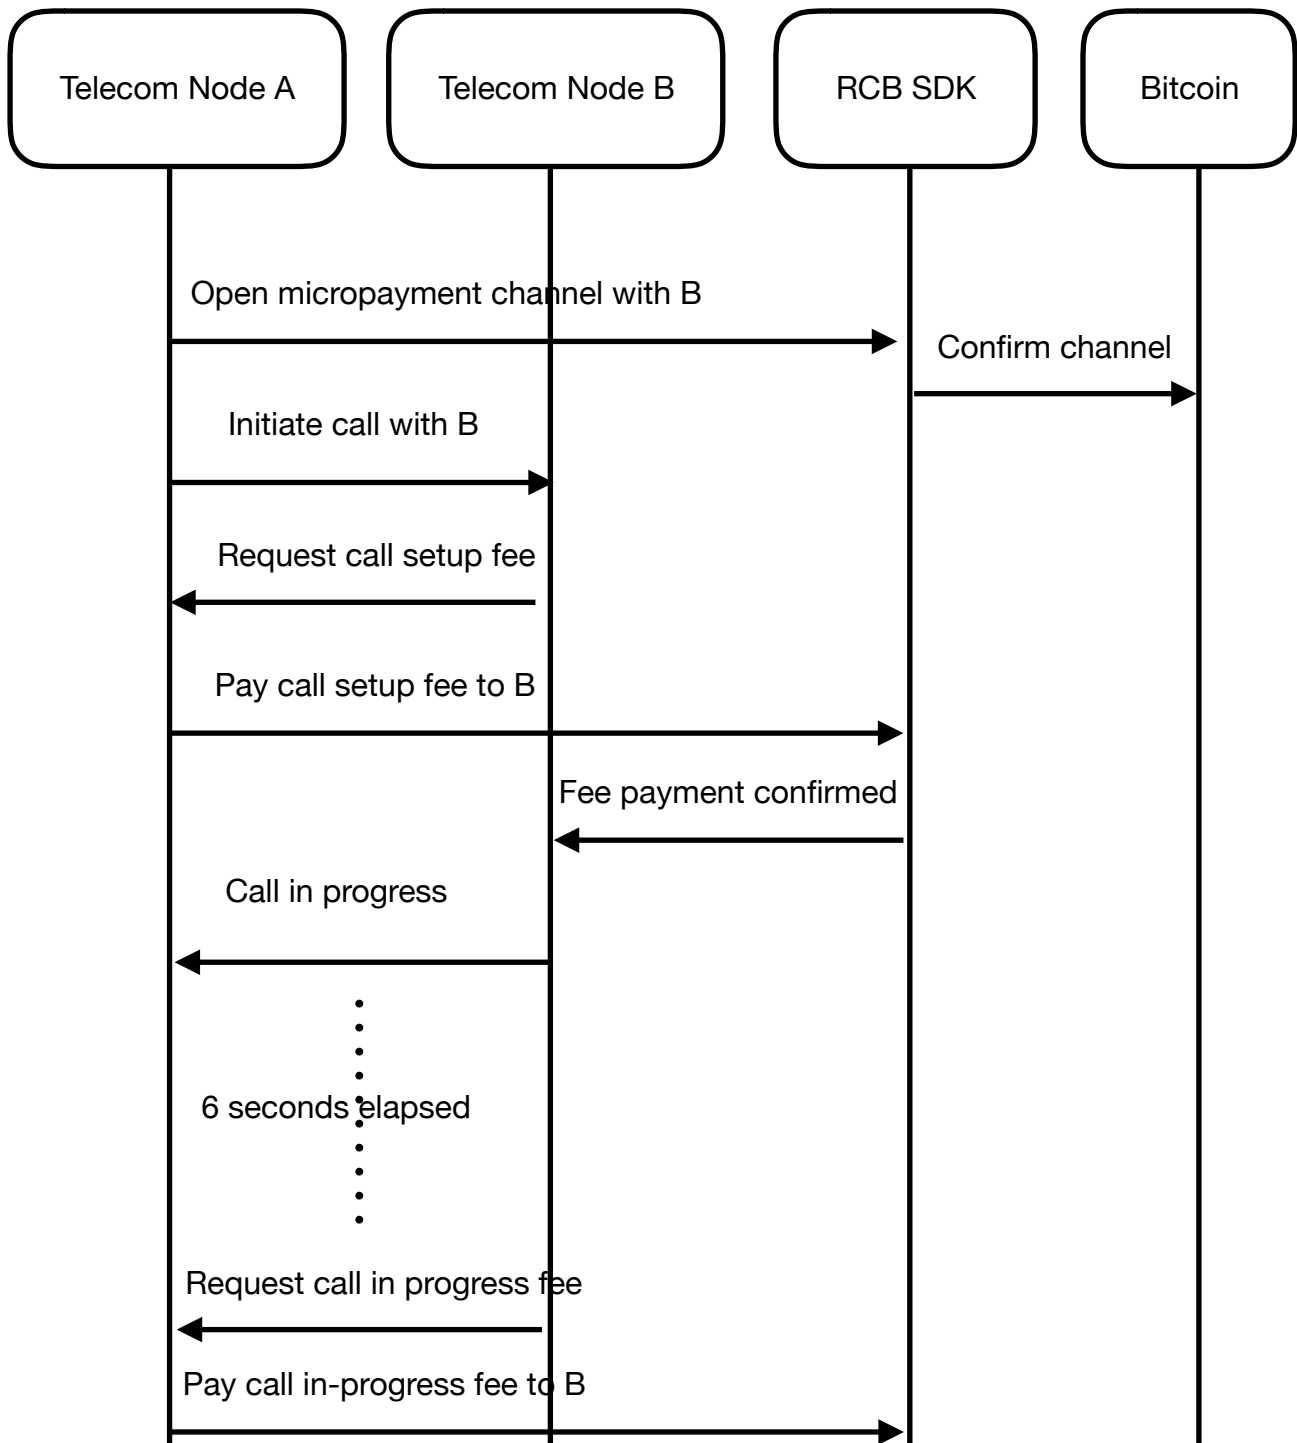 Telecom Node A
Telecom Node B
RCB SDK
Bitcoin
Open micropayment channel with B
Confirm channel
Initiate call with B
Request call setup fee
Pay call setup fee to B
Fee payment confirmed
Call in progress
6 seconds elapsed
Request call in progress fee
Pay call in-progress fee to B